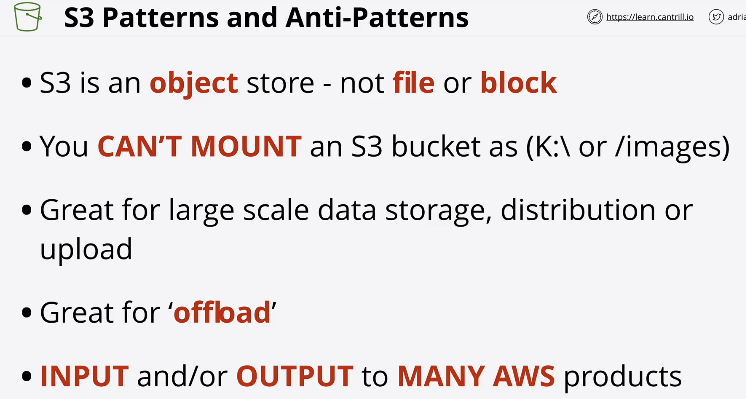 S3 Patterns and Anti-Patterns
https://learn.cantrill.io
adria
• S3 is an object store - not file or block
• You CAN'T MOUNT an S3 bucket as (K:\ or /images)
• Great for large scale data storage, distribution or
upload
• Great for ‘offload’
• INPUT and/or OUTPUT to MANY AWS products